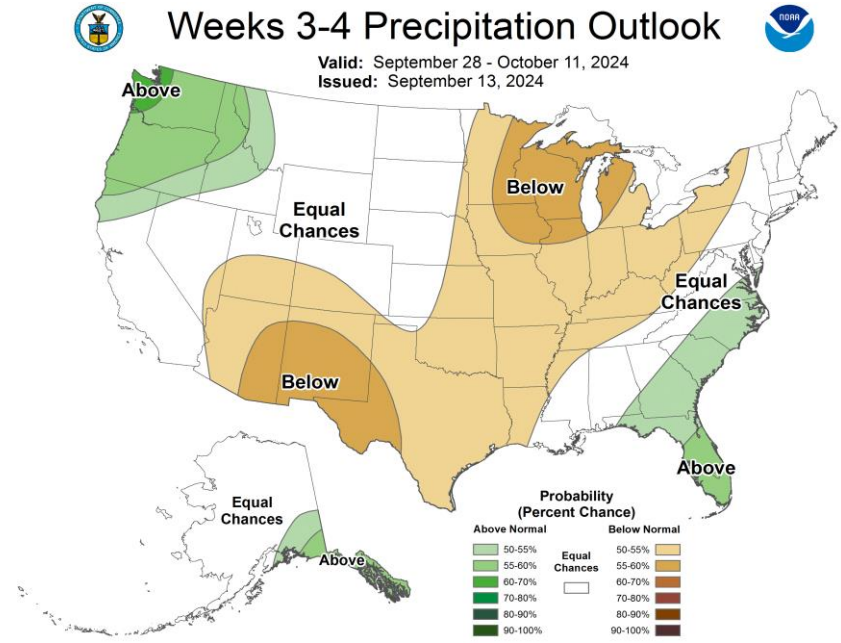 Weeks 3-4 Precipitation Outlook
NOAA
Valid: September 28 - October 11, 2024
Issued: September 13, 2024
Above
Equal
Chances
Below
Equal
Chances
Below
Above
Equal
Chances
Above
Probability
(Percent Chance)
Above Normal
50-55%
55-60%
60-70%
70-80%
80-90%
90-100%
Equal
Chances
Below Normal
50-55%
55-60%
60-70%
70-80%
80-90%
90-100%